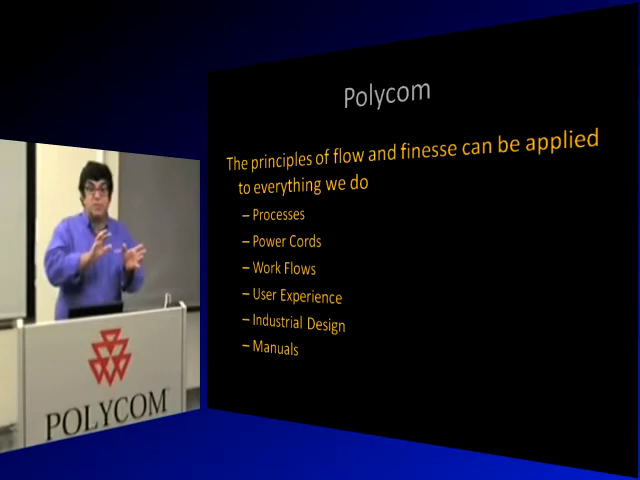 Polycom
The principles of flow and finesse can be applied
to everything we do
– Processes
– Power Cords
– Work Flows
– User Experience
– Industrial Design
– Manuals
POLYCOM